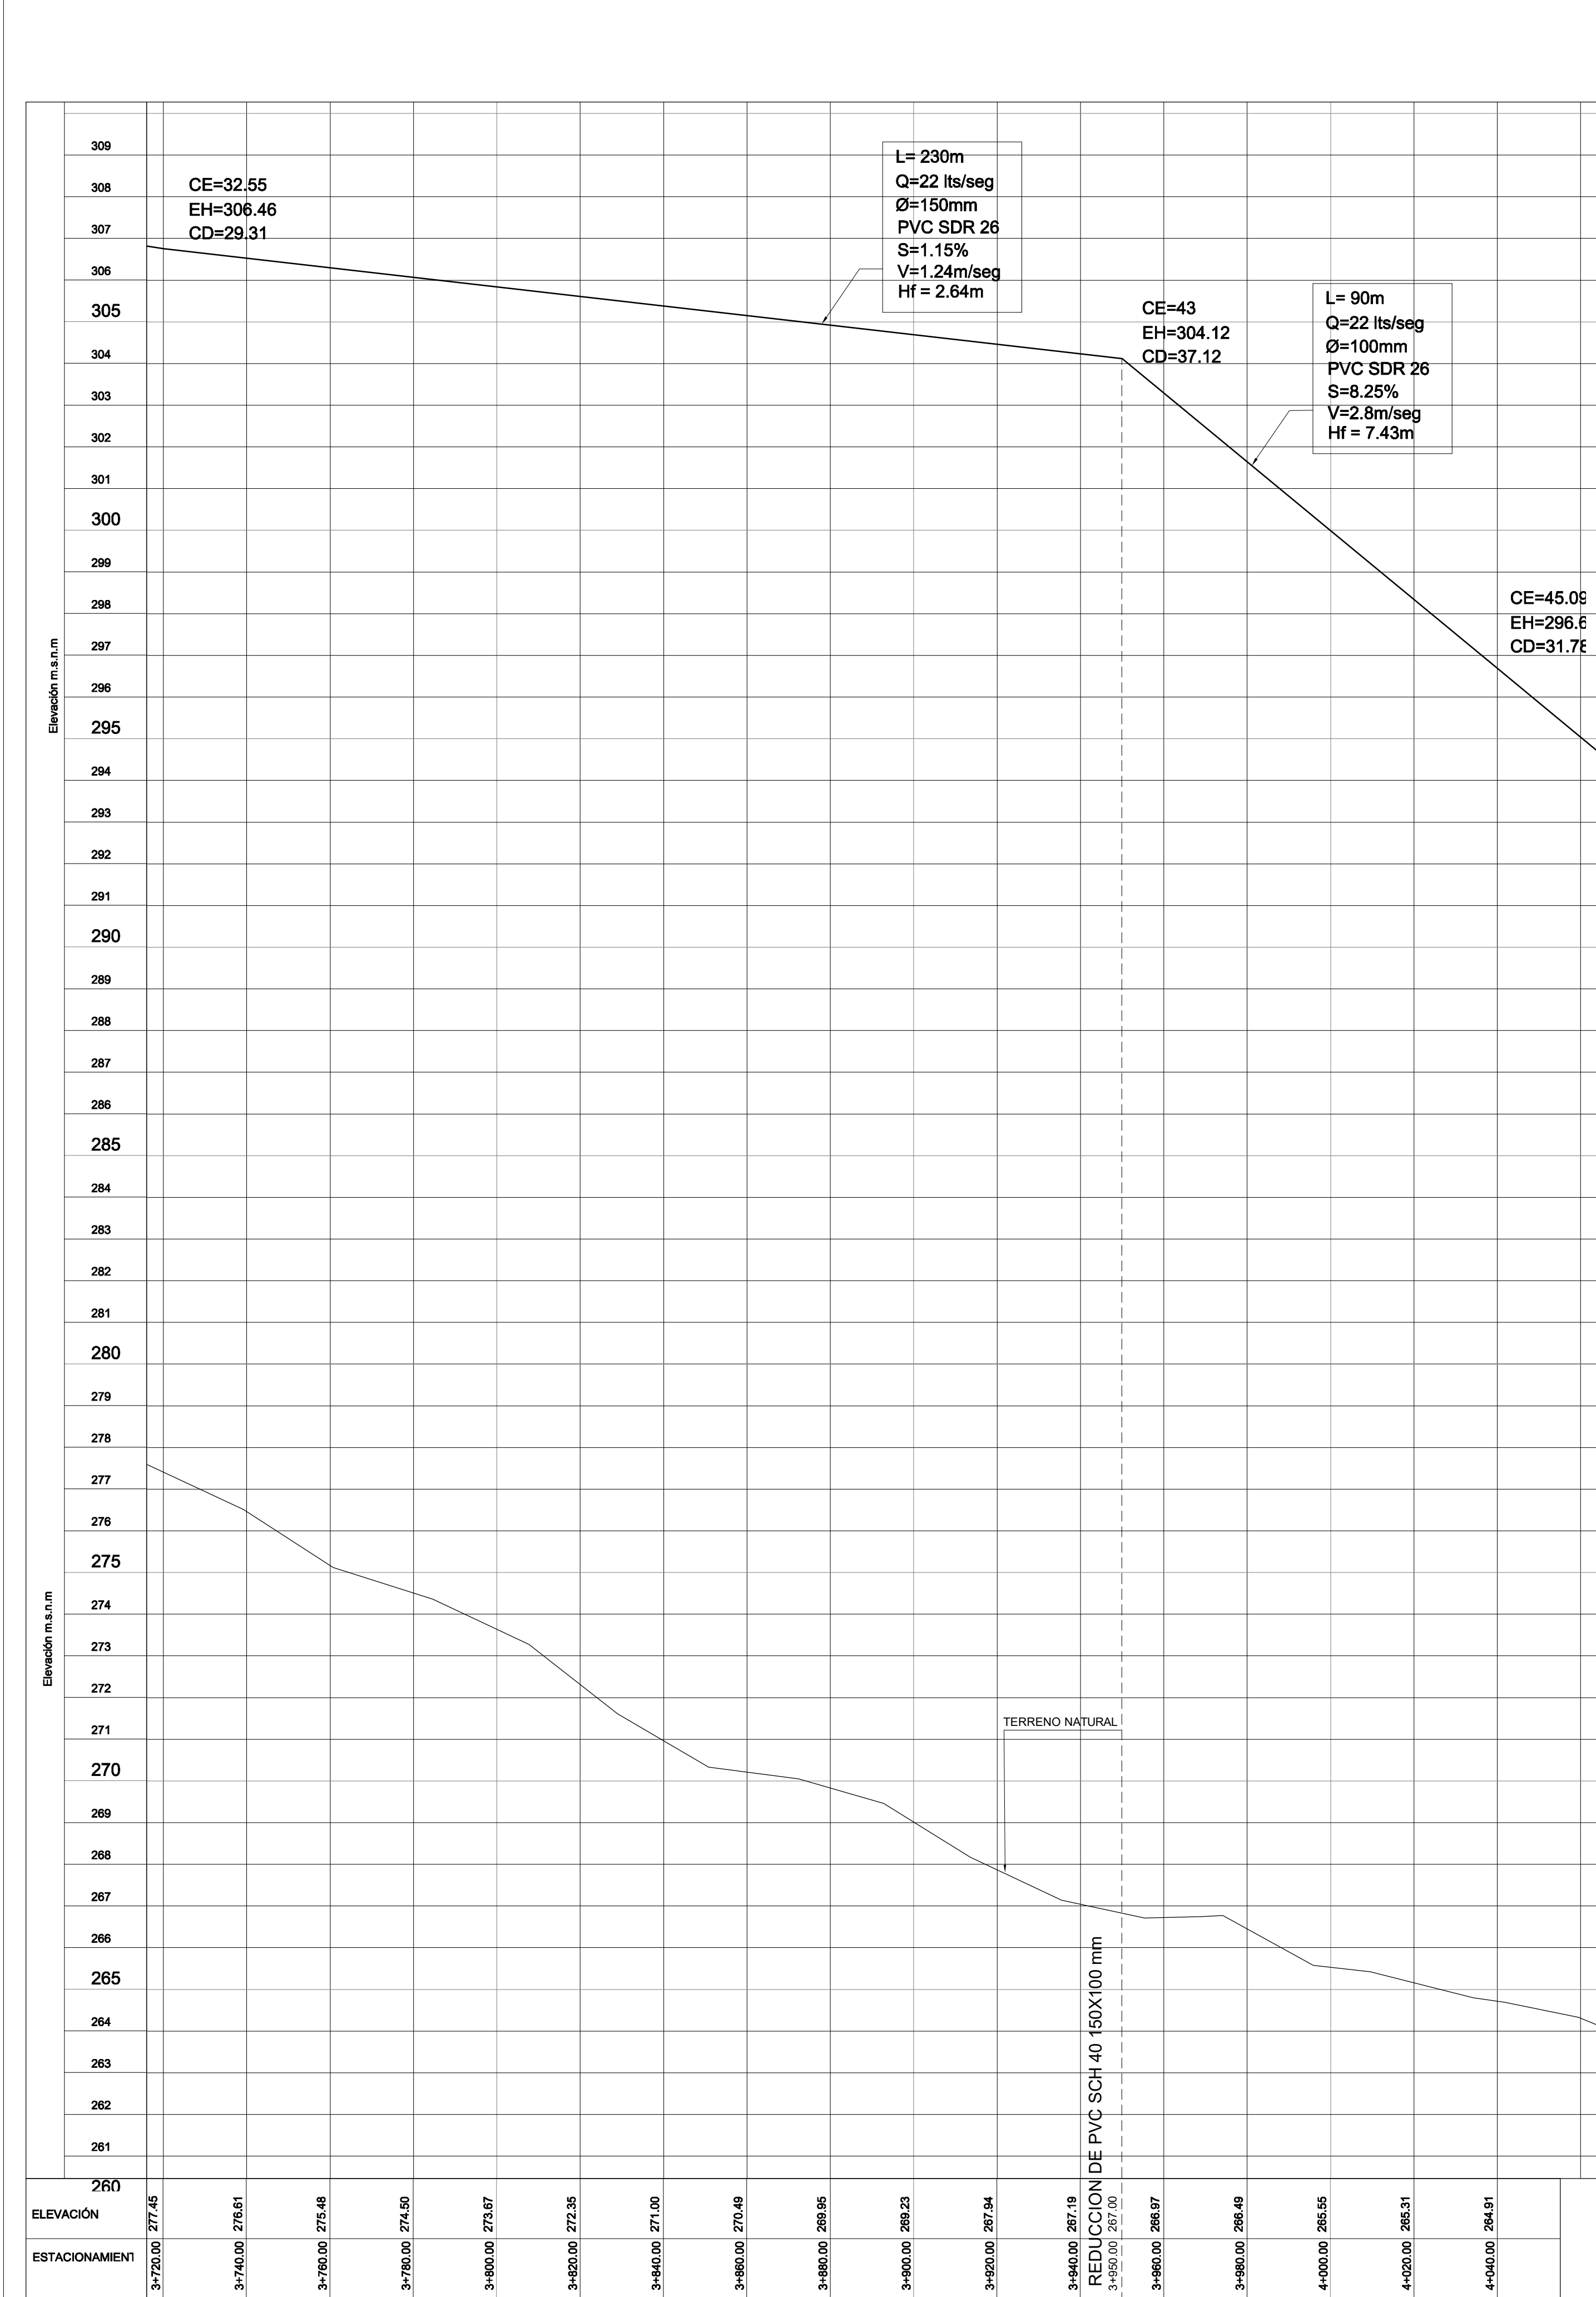 309
308
307
306
305
304
303
302
301
300
299
298
297
296
295
294
293
292
291
290
289
288
287
286
285
284
283
282
281
280
279
278
277
276
275
274
273
272
271
270
269
268
267
266
265
264
263
262
261
260
Elevación m.s.n.m
Elevación m.s.n.m
CE=32.55
EH=306.46
CD=29.31
L= 230m
Q=22 lts/seg
Ø=150mm
PVC SDR 26
S=1.15%
V=1.24m/seg
Hf = 2.64m
CE=43
EH=304.12
CD=37.12
L= 90m
Q=22 lts/seg
Ø=100mm
PVC SDR 26
S=8.25%
V=2.8m/seg
Hf = 7.43m
CE=45.09
EH=296.6
CD=31.78
TERRENO NATURAL
REDUCCION DE PVC SCH 40 150X100 mm
ELEVACIÓN
277.45
276.61
275.48
274.50
273.67
272.35
271.00
270.49
269.95
269.23
267.94
267.19
267.00
266.97
266.49
265.55
265.31
264.91
ESTACIONAMIENT
3+720.00
3+740.00
3+760.00
3+780.00
3+800.00
3+820.00
3+840.00
3+860.00
3+880.00
3+900.00
3+920.00
3+940.00
3+950.00
3+960.00
3+980.00
4+000.00
4+020.00
4+040.00